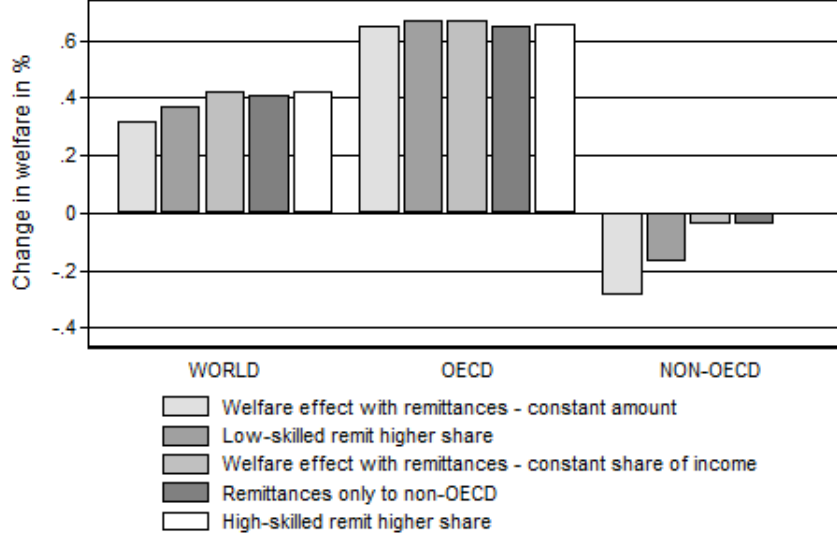 Change in welfare in %
.6
.4
.2
0
-.2
-.4
WORLD OECD NON-OECD
Welfare effect with remittances - constant amount
Low-skilled remit higher share
Welfare effect with remittances - constant share of income
Remittances only to non-OECD
High-skilled remit higher share